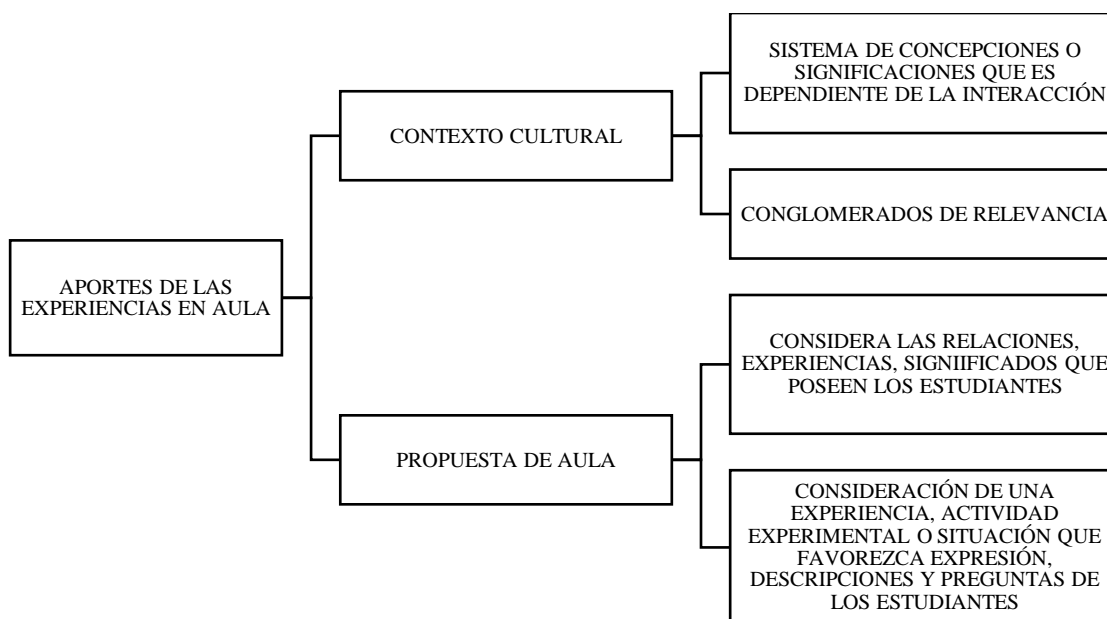 SISTEMA DE CONCEPCIONES O
SIGNIFICACIONES QUE ES
DEPENDIENTE DE LA INTERACCIÓN
CONTEXTO CULTURAL
CONGLOMERADOS DE RELEVANCIA
APORTES DE LAS
EXPERIENCIAS EN AULA
CONSIDERA LAS RELACIONES,
EXPERIENCIAS, SIGNIIFICADOS QUE
POSEEN LOS ESTUDIANTES
PROPUESTA DE AULA
CONSIDERACIÓN DE UNA
EXPERIENCIA, ACTIVIDAD
EXPERIMENTAL O SITUACIÓN QUE
FAVOREZCA EXPRESIÓN,
DESCRIPCIONES Y PREGUNTAS DE
LOS ESTUDIANTES